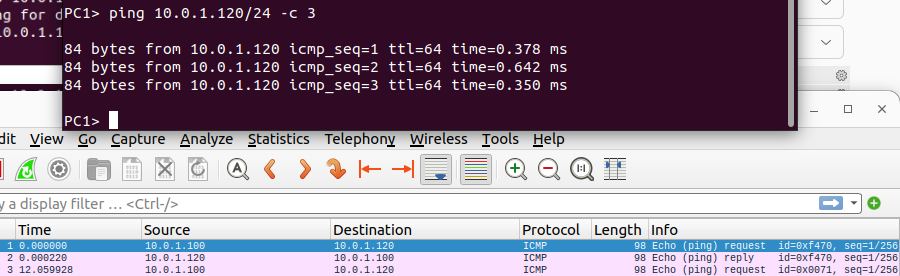 ng for d
PC1> ping 10.0.1.120/24 -c 3
84 bytes from 10.0.1.120 icmp_seq=1 ttl=64 time=0.378 ms
84 bytes from 10.0.1.120 icmp_seq=2 ttl=64 time=0.642 ms
84 bytes from 10.0.1.120 icmp_seq=3 ttl=64 time=0.350 ms
PC1>
dit View Go Capture Analyze Statistics Telephony Wireless Tools Help
y a display filter … <Ctrl-/>
Time Source Destination Protocol Length Info
1 0.000000 10.0.1.100 10.0.1.120 ICMP 98 Echo (ping) request id=0xf470, seq=1/256
2 0.000220 10.0.1.120 10.0.1.100 ICMP 98 Echo (ping) reply id=0xf470, seq=1/256
3 12.059928 10.0.1.100 10.0.1.120 ICMP 98 Echo (ping) request id=0x0071, seq=1/256